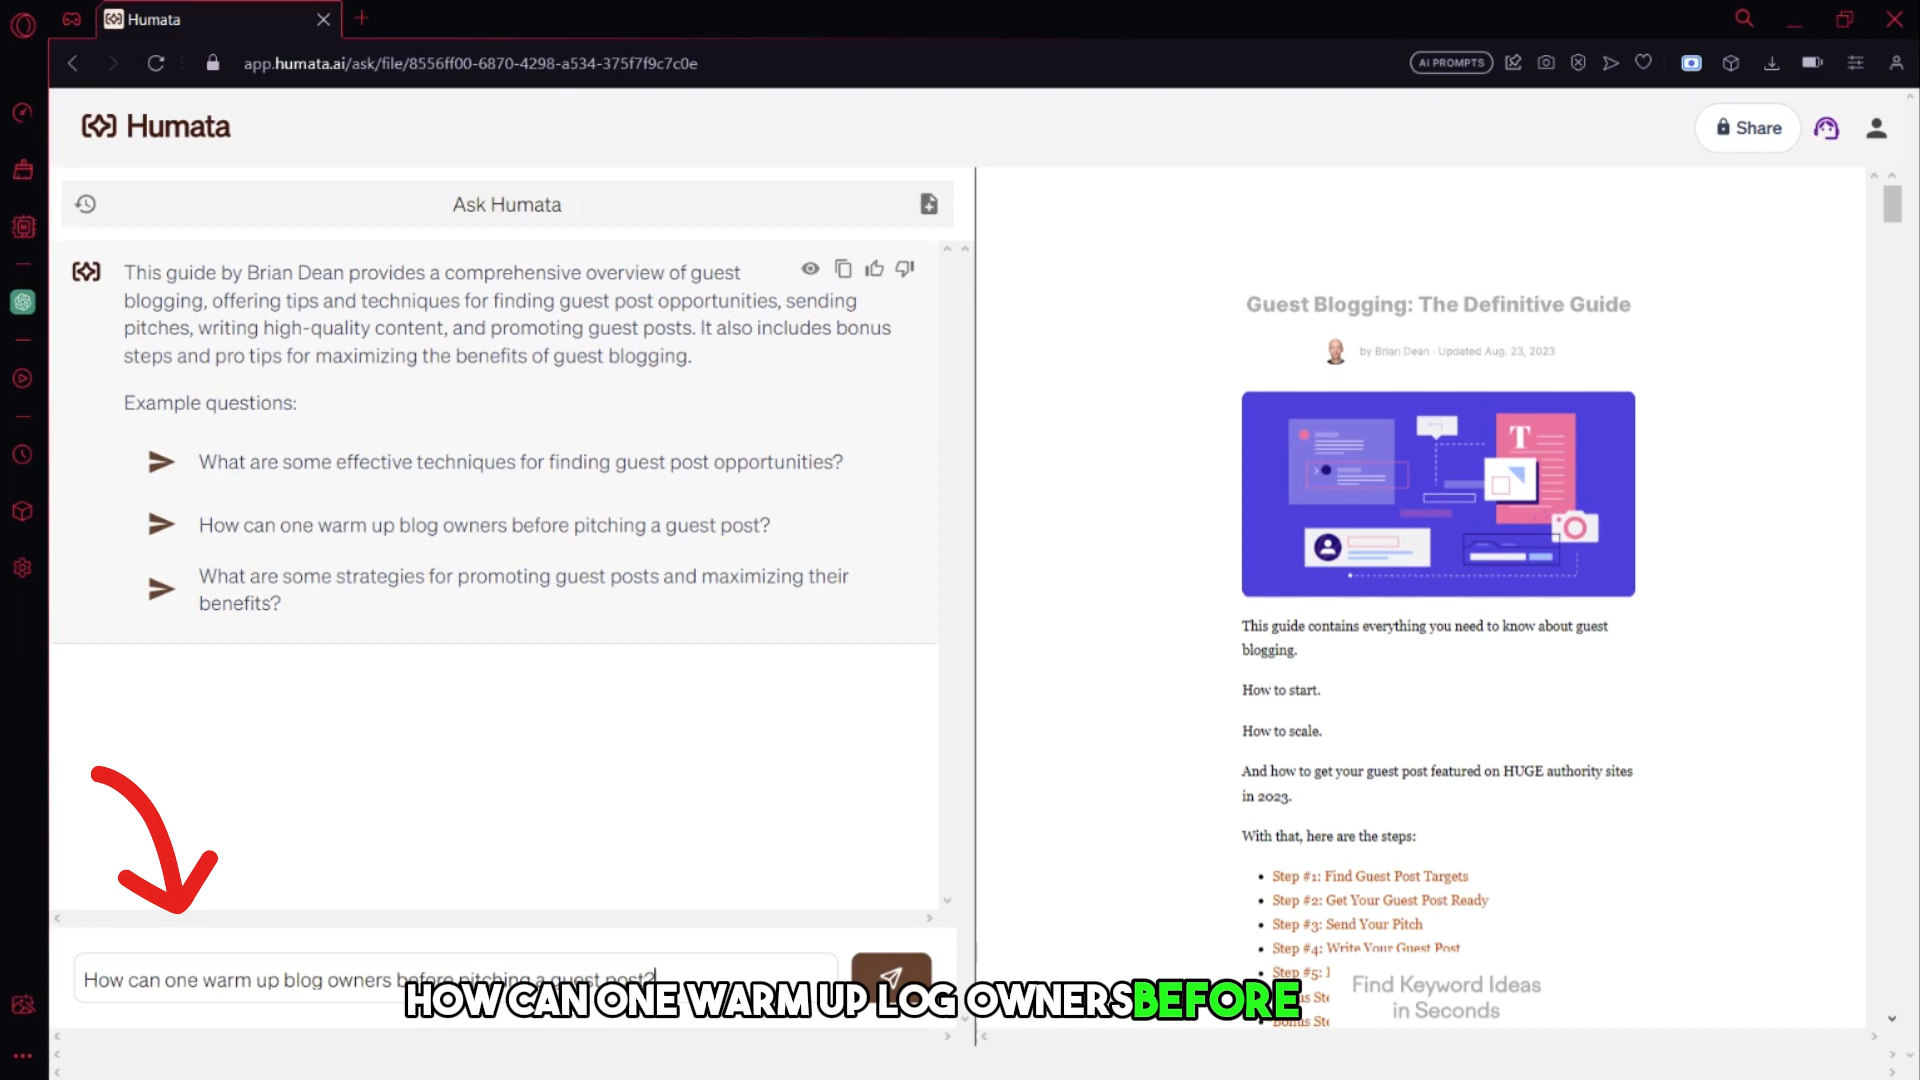 Humata
app.humata.ai/ask/file/8556ff00-6870-4298-a534-375f7f9c7c0e
AI PROMPTS
Humata
Share
Ask Humata
This guide by Brian Dean provides a comprehensive overview of guest
blogging, offering tips and techniques for finding guest post opportunities, sending
pitches, writing high-quality content, and promoting guest posts. It also includes bonus
steps and pro tips for maximizing the benefits of guest blogging.
Example questions:
What are some effective techniques for finding guest post opportunities?
How can one warm up blog owners before pitching a guest post?
What are some strategies for promoting guest posts and maximizing their
benefits?
How can one warm up blog owners before pitching a guest post?
Guest Blogging: The Definitive Guide
by Brian Dean · Updated Aug. 23, 2023
T
This guide contains everything you need to know about guest
blogging.
How to start.
How to scale.
And how to get your guest post featured on HUGE authority sites
in 2023.
With that, here are the steps:
• Step #1: Find Guest Post Targets
• Step #2: Get Your Guest Post Ready
• Step #3: Send Your Pitch
• Step #4: Write Your Guest Post
• Step #5:
Bonus Ste
Find Keyword Ideas
in Seconds
HOW CAN ONE WARM UP LOG OWNERS BEFORE